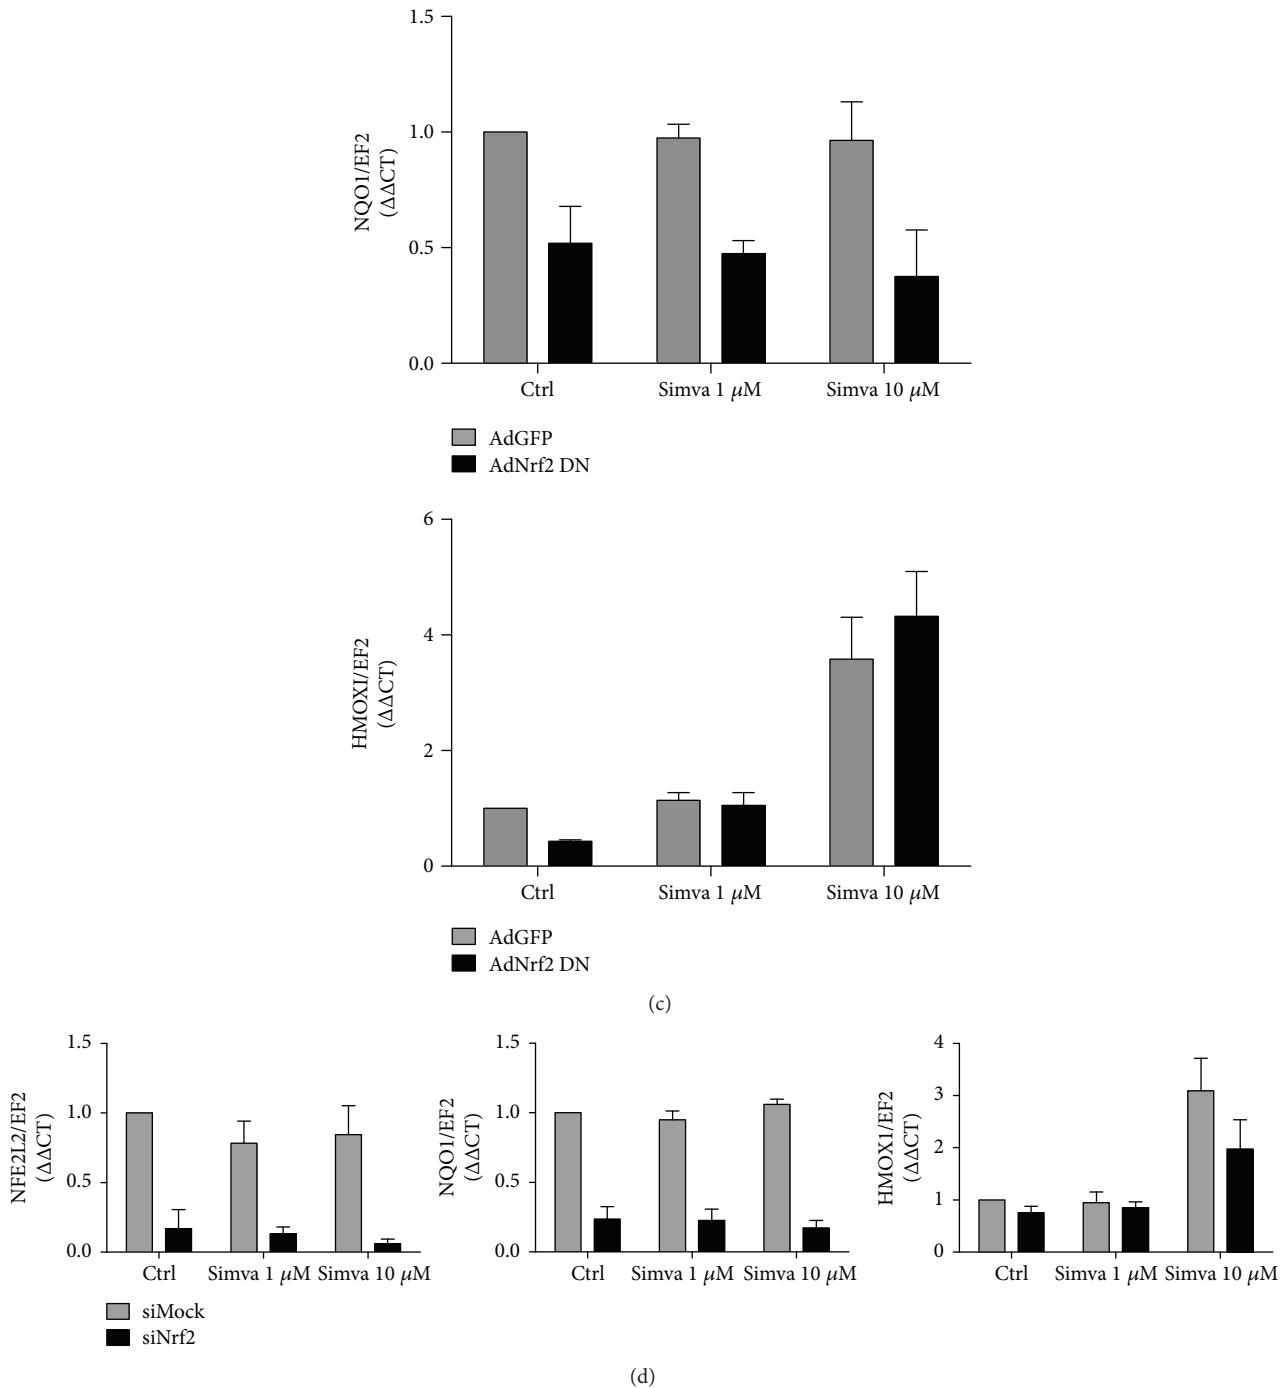 1.5
1.0
0.5
0.0
NQO1/EF2
(ΔΔCT)
Ctrl
Simva 1 μM
Simva 10 μM
AdGFP
AdNrf2 DN
6
4
2
0
HMOXI/EF2
(ΔΔCT)
Ctrl
Simva 1 μM
Simva 10 μM
AdGFP
AdNrf2 DN
(c)
1.5
1.0
0.5
0.0
NFE2L2/EF2
(ΔΔCT)
Ctrl
Simva 1 μM
Simva 10 μM
siMock
siNrf2
1.5
1.0
0.5
0.0
NQO1/EF2
(ΔΔCT)
Ctrl
Simva 1 μM
Simva 10 μM
4
3
2
1
0
HMOX1/EF2
(ΔΔCT)
Ctrl
Simva 1 μM
Simva 10 μM
(d)